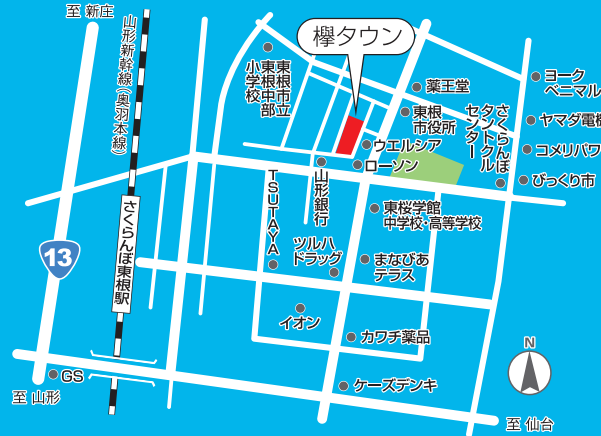 至 新庄
山形新幹線(奥羽本線)
欅タウン
東根市立
東根中部
小学校
薬王堂
東根
市役所
ウエルシア
ローソン
さくらんぼ
タントクル
センター
ヨーク
ベニマル
ヤマダ電機
コメリパワ
びっくり市
山形銀行
TSUTAYA
東桜学館
中学校・高等学校
ツルハ
ドラッグ
まなびあ
テラス
さくらんぼ東根駅
13
イオン
カワチ薬品
ケーズデンキ
GS
至 山形
至 仙台
N